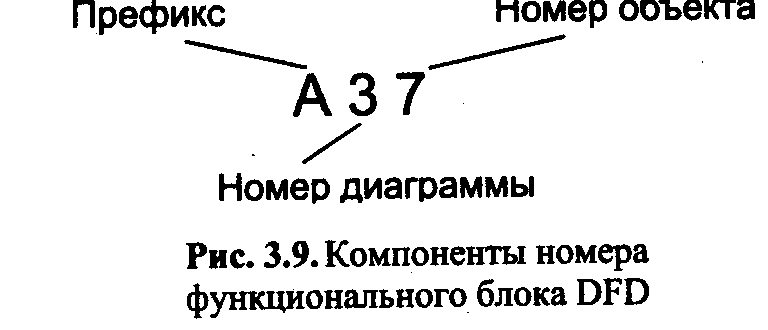 Префикс Номер объекта
А 3 7
Номер диаграммы
Рис. 3.9. Компоненты номера
функционального блока DFD